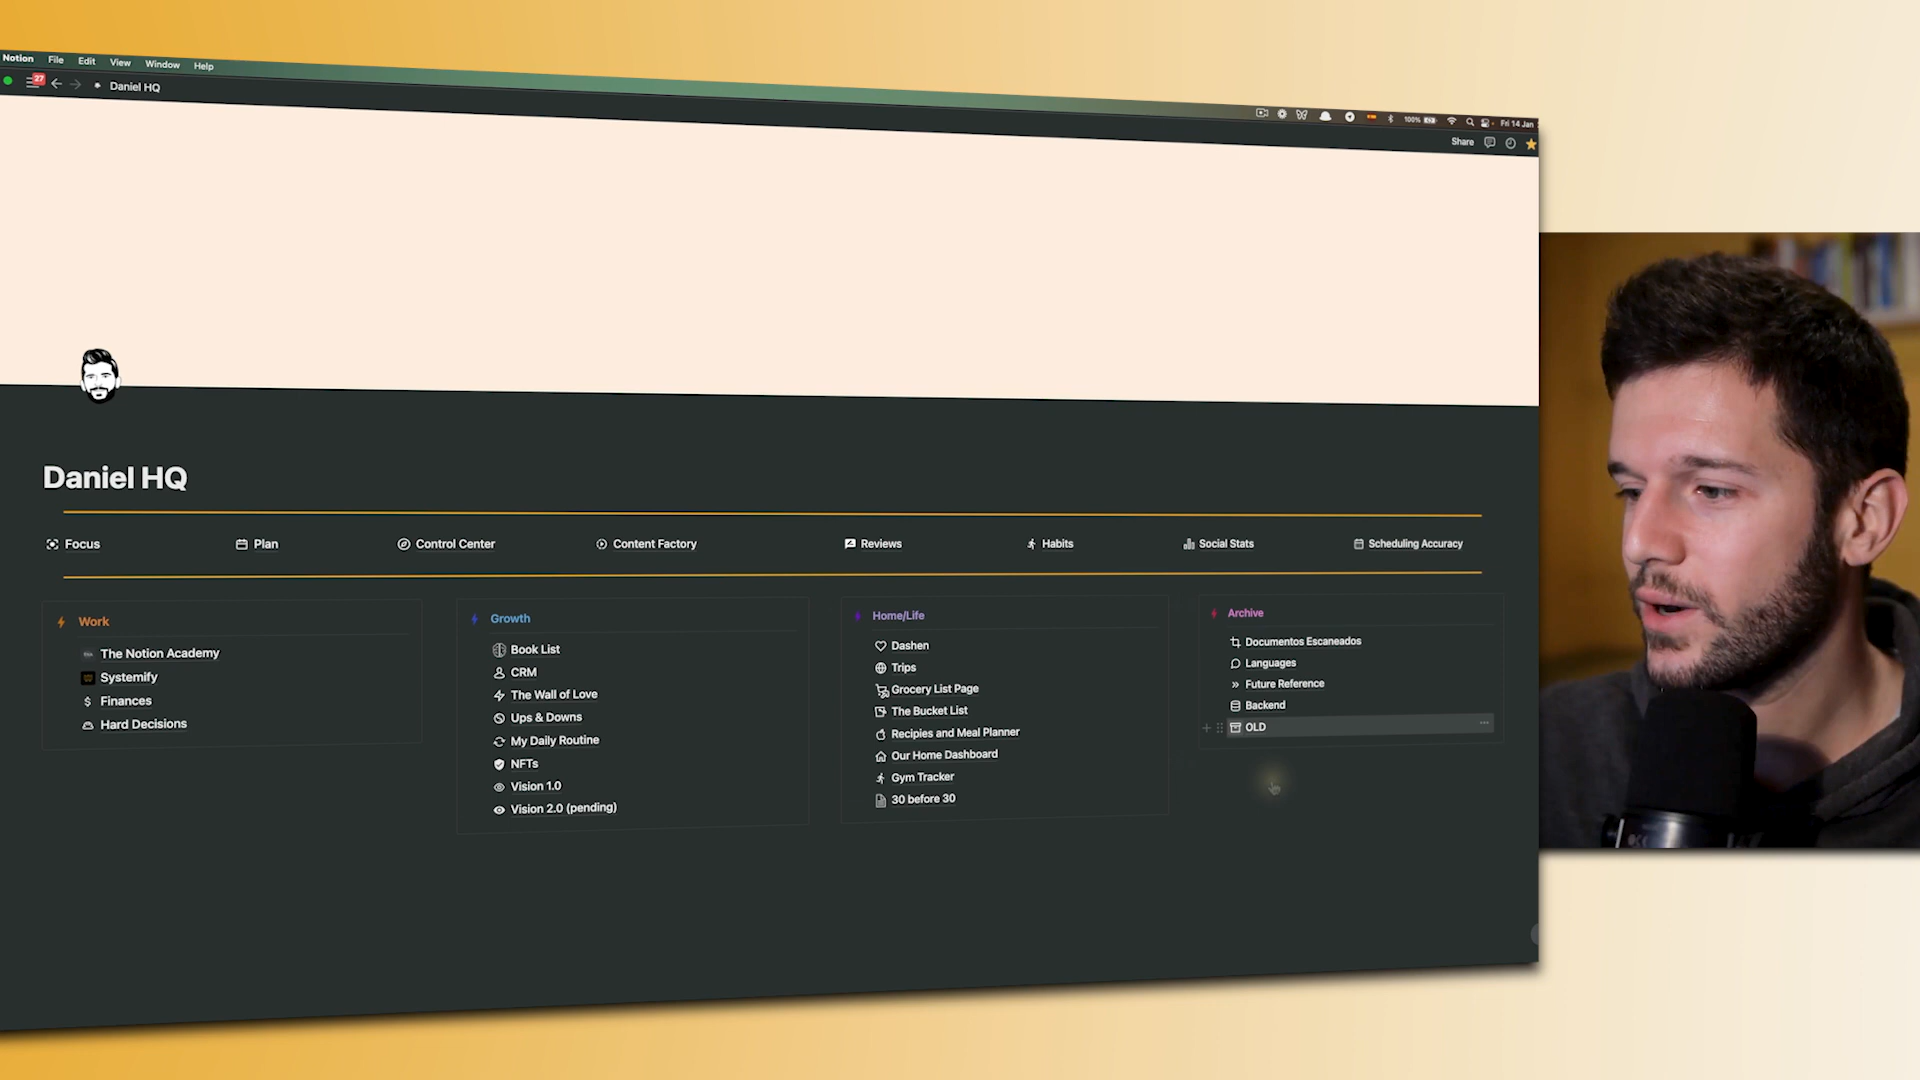 Notion File Edit View Window Help
100% Fri 14 Jan
27 Daniel HQ
Share
Daniel HQ
Focus Plan Control Center Content Factory Reviews Habits Social Stats Scheduling Accuracy
Work
The Notion Academy
Systemify
Finances
Hard Decisions
Growth
Book List
CRM
The Wall of Love
Ups & Downs
My Daily Routine
NFTs
Vision 1.0
Vision 2.0 (pending)
Home/Life
Dashen
Trips
Grocery List Page
The Bucket List
Recipies and Meal Planner
Our Home Dashboard
Gym Tracker
30 before 30
Archive
Documentos Escaneados
Languages
Future Reference
Backend
OLD